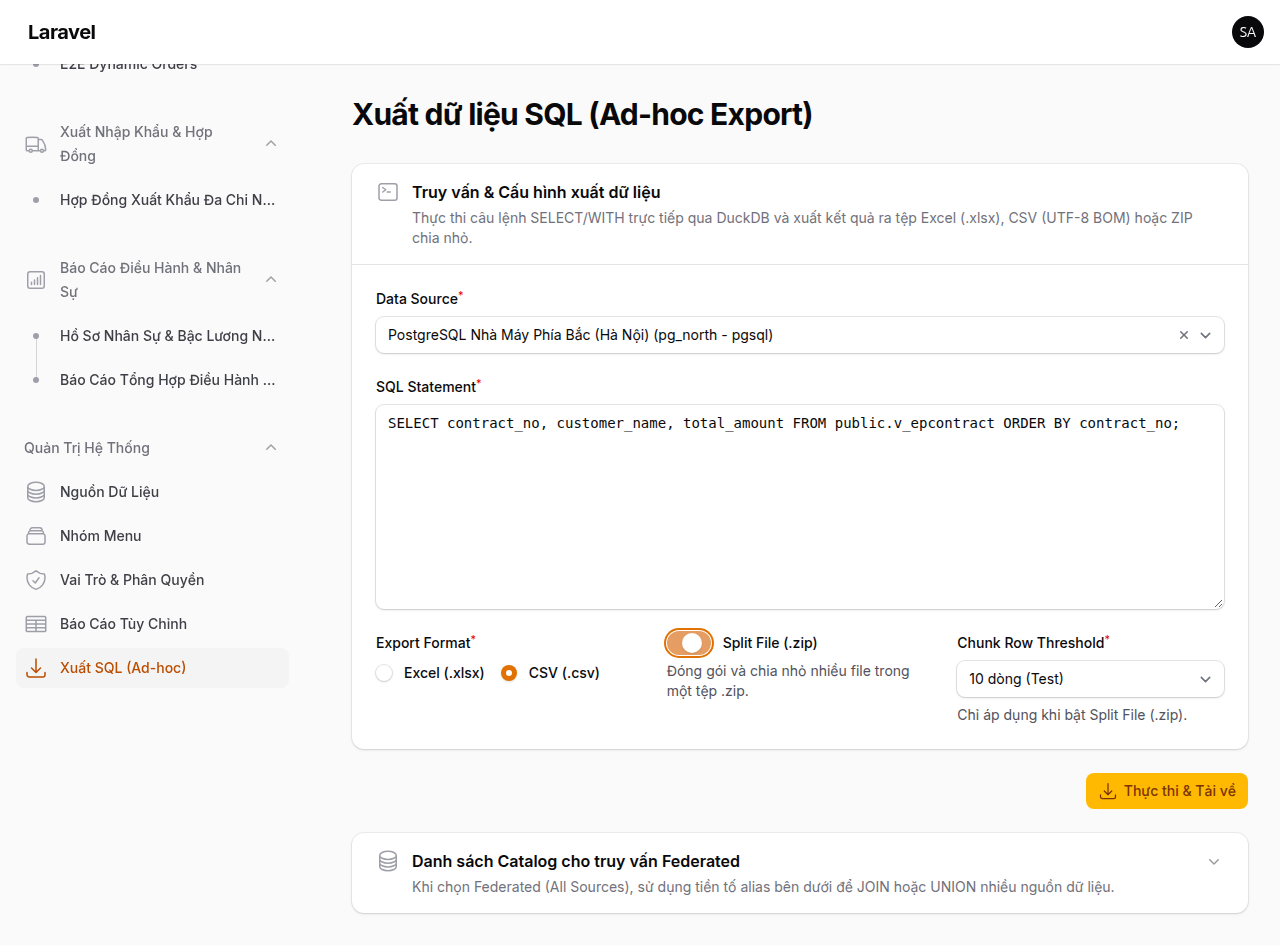 Laravel
SA
E2E Dynamic Orders
Xuất Nhập Khẩu & Hợp
Đồng
Hợp Đồng Xuất Khẩu Đa Chi N...
Báo Cáo Điều Hành & Nhân
Sự
Hồ Sơ Nhân Sự & Bậc Lương N...
Báo Cáo Tổng Hợp Điều Hành ...
Quản Trị Hệ Thống
Nguồn Dữ Liệu
Nhóm Menu
Vai Trò & Phân Quyền
Báo Cáo Tùy Chỉnh
Xuất SQL (Ad-hoc)
Xuất dữ liệu SQL (Ad-hoc Export)
Truy vấn & Cấu hình xuất dữ liệu
Thực thi câu lệnh SELECT/WITH trực tiếp qua DuckDB và xuất kết quả ra tệp Excel (.xlsx), CSV (UTF-8 BOM) hoặc ZIP
chia nhỏ.
Data Source*
PostgreSQL Nhà Máy Phía Bắc (Hà Nội) (pg_north - pgsql)
SQL Statement*
SELECT contract_no, customer_name, total_amount FROM public.v_epcontract ORDER BY contract_no;
Export Format*
Excel (.xlsx)
CSV (.csv)
Split File (.zip)
Đóng gói và chia nhỏ nhiều file trong
một tệp .zip.
Chunk Row Threshold*
10 dòng (Test)
Chỉ áp dụng khi bật Split File (.zip).
Thực thi & Tải về
Danh sách Catalog cho truy vấn Federated
Khi chọn Federated (All Sources), sử dụng tiền tố alias bên dưới để JOIN hoặc UNION nhiều nguồn dữ liệu.